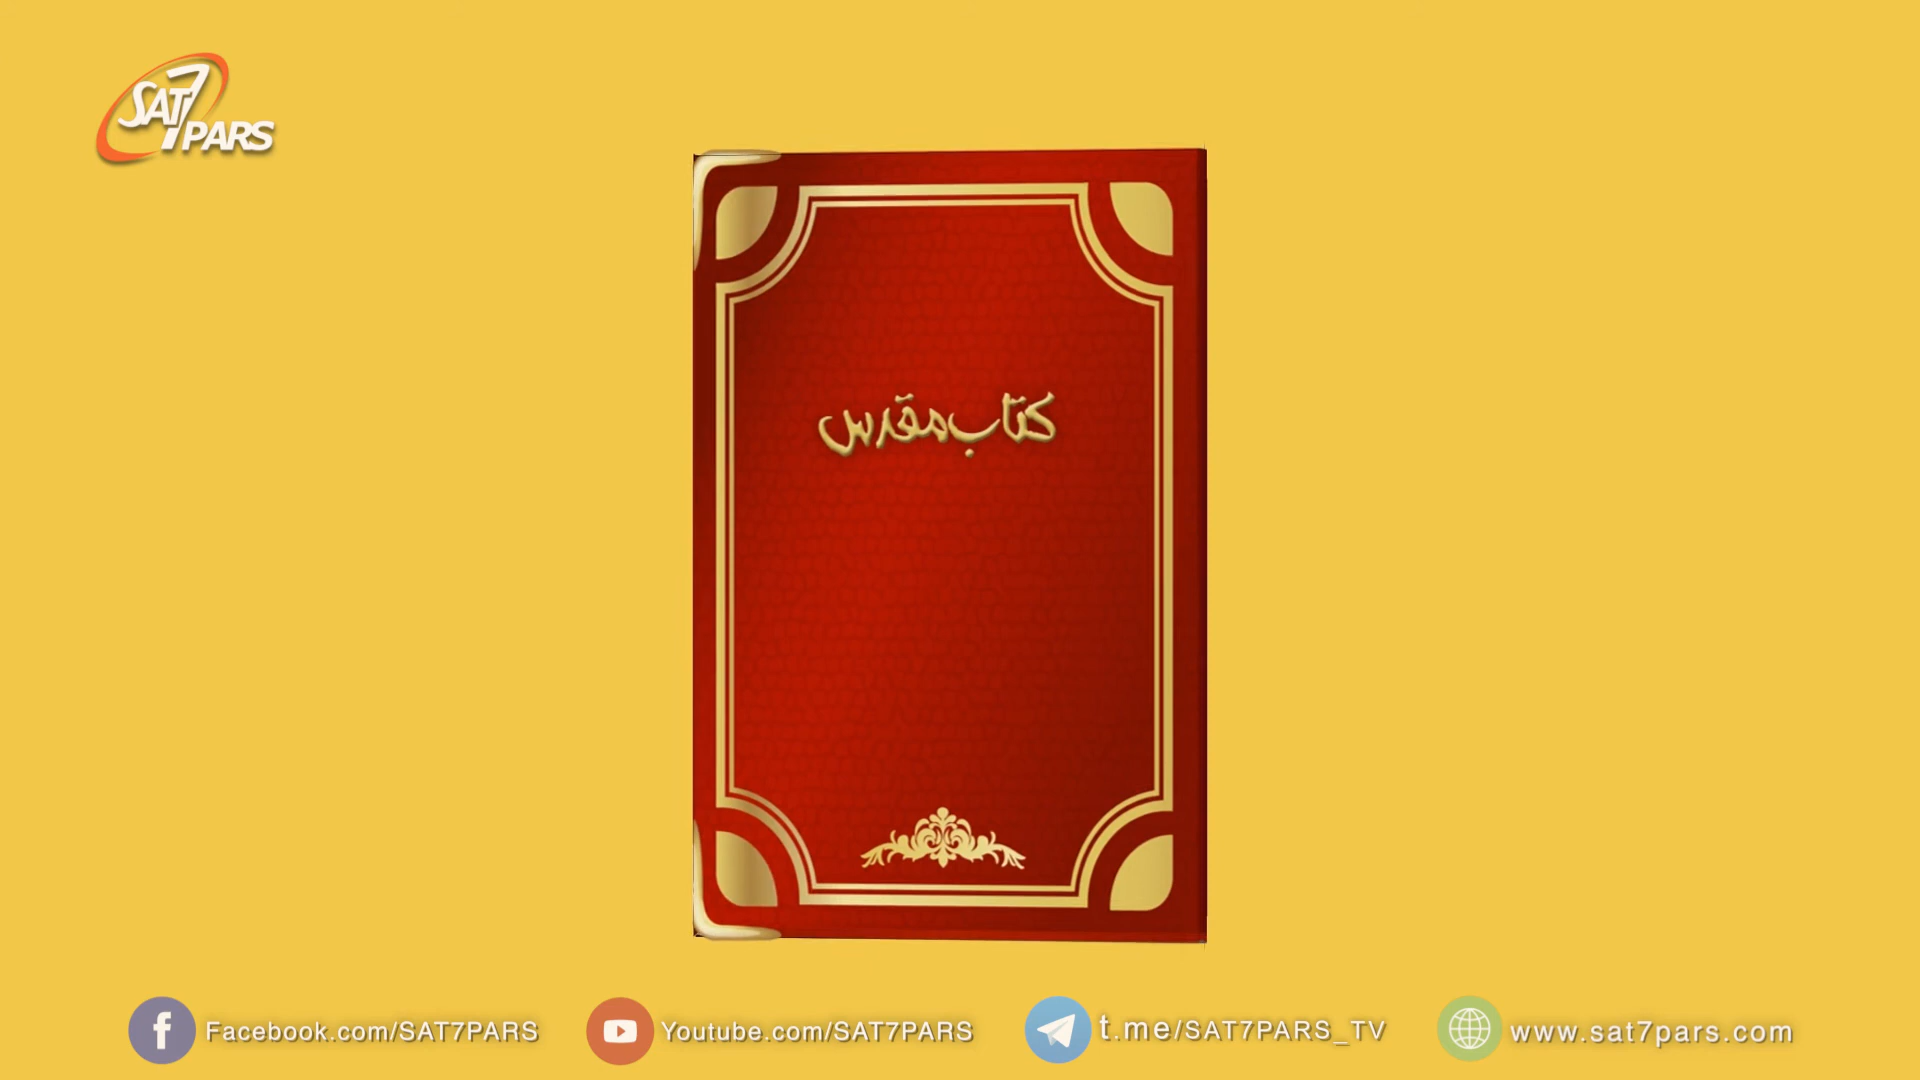 SAT7
PARS
کتاب مقدس
Facebook.com/SAT7PARS
Youtube.com/SAT7PARS
t.me/SAT7PARS_TV
www.sat7pars.com